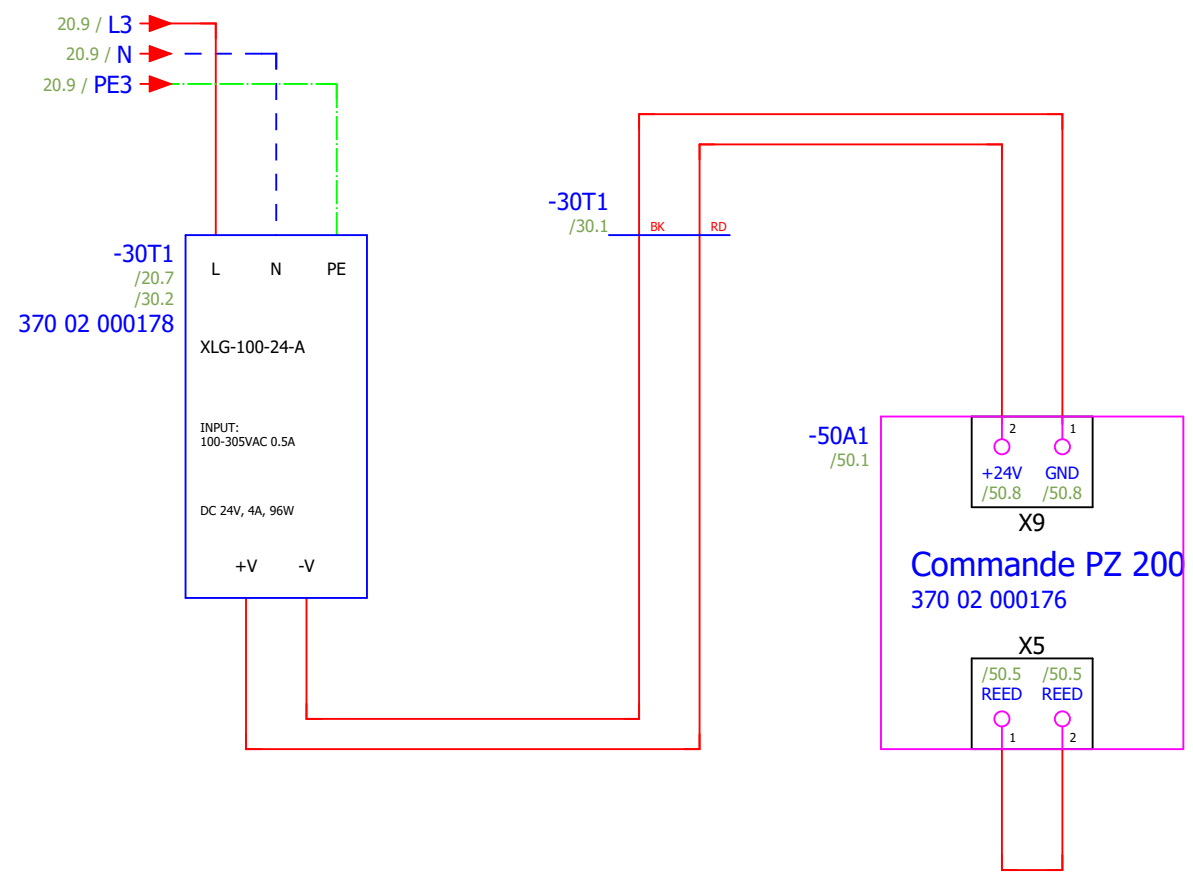 20.9 / L3
20.9 / N
20.9 / PE3
-30T1
/20.7
/30.2
370 02 000178
L N PE
XLG-100-24-A
INPUT:
100-305VAC 0.5A
DC 24V, 4A, 96W
+V -V
-30T1
/30.1
BK RD
-50A1
/50.1
2 1
+24V GND
/50.8 /50.8
X9
Commande PZ 200
370 02 000176
X5
/50.5 /50.5
REED REED
1 2